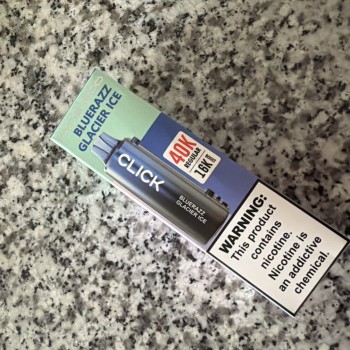 BLUERAZZ
GLACIER ICE
CLICK
BLUERAZZ
GLACIER ICE
40K
REGULAR
16K
WARNING:
This product
contains
nicotine.
Nicotine is
an addictive
chemical.